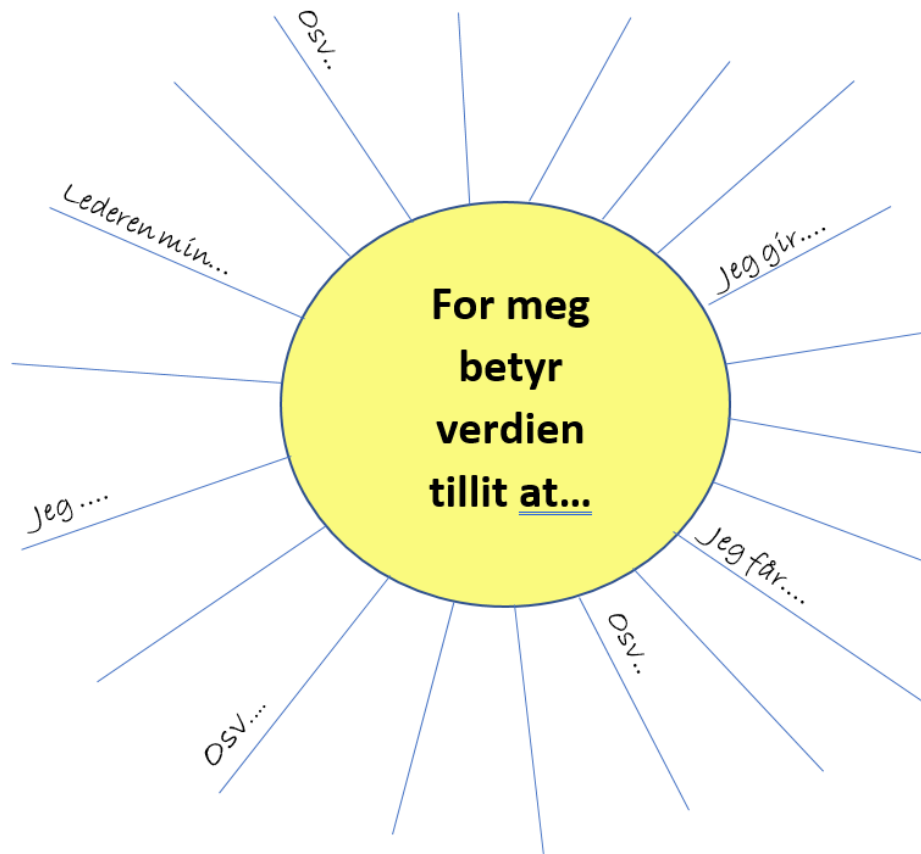 Osv..
Lederen min...
Jeg gir....
For meg
betyr
verdien
tillit at...
Jeg ....
Jeg får....
Osv..
Osv....